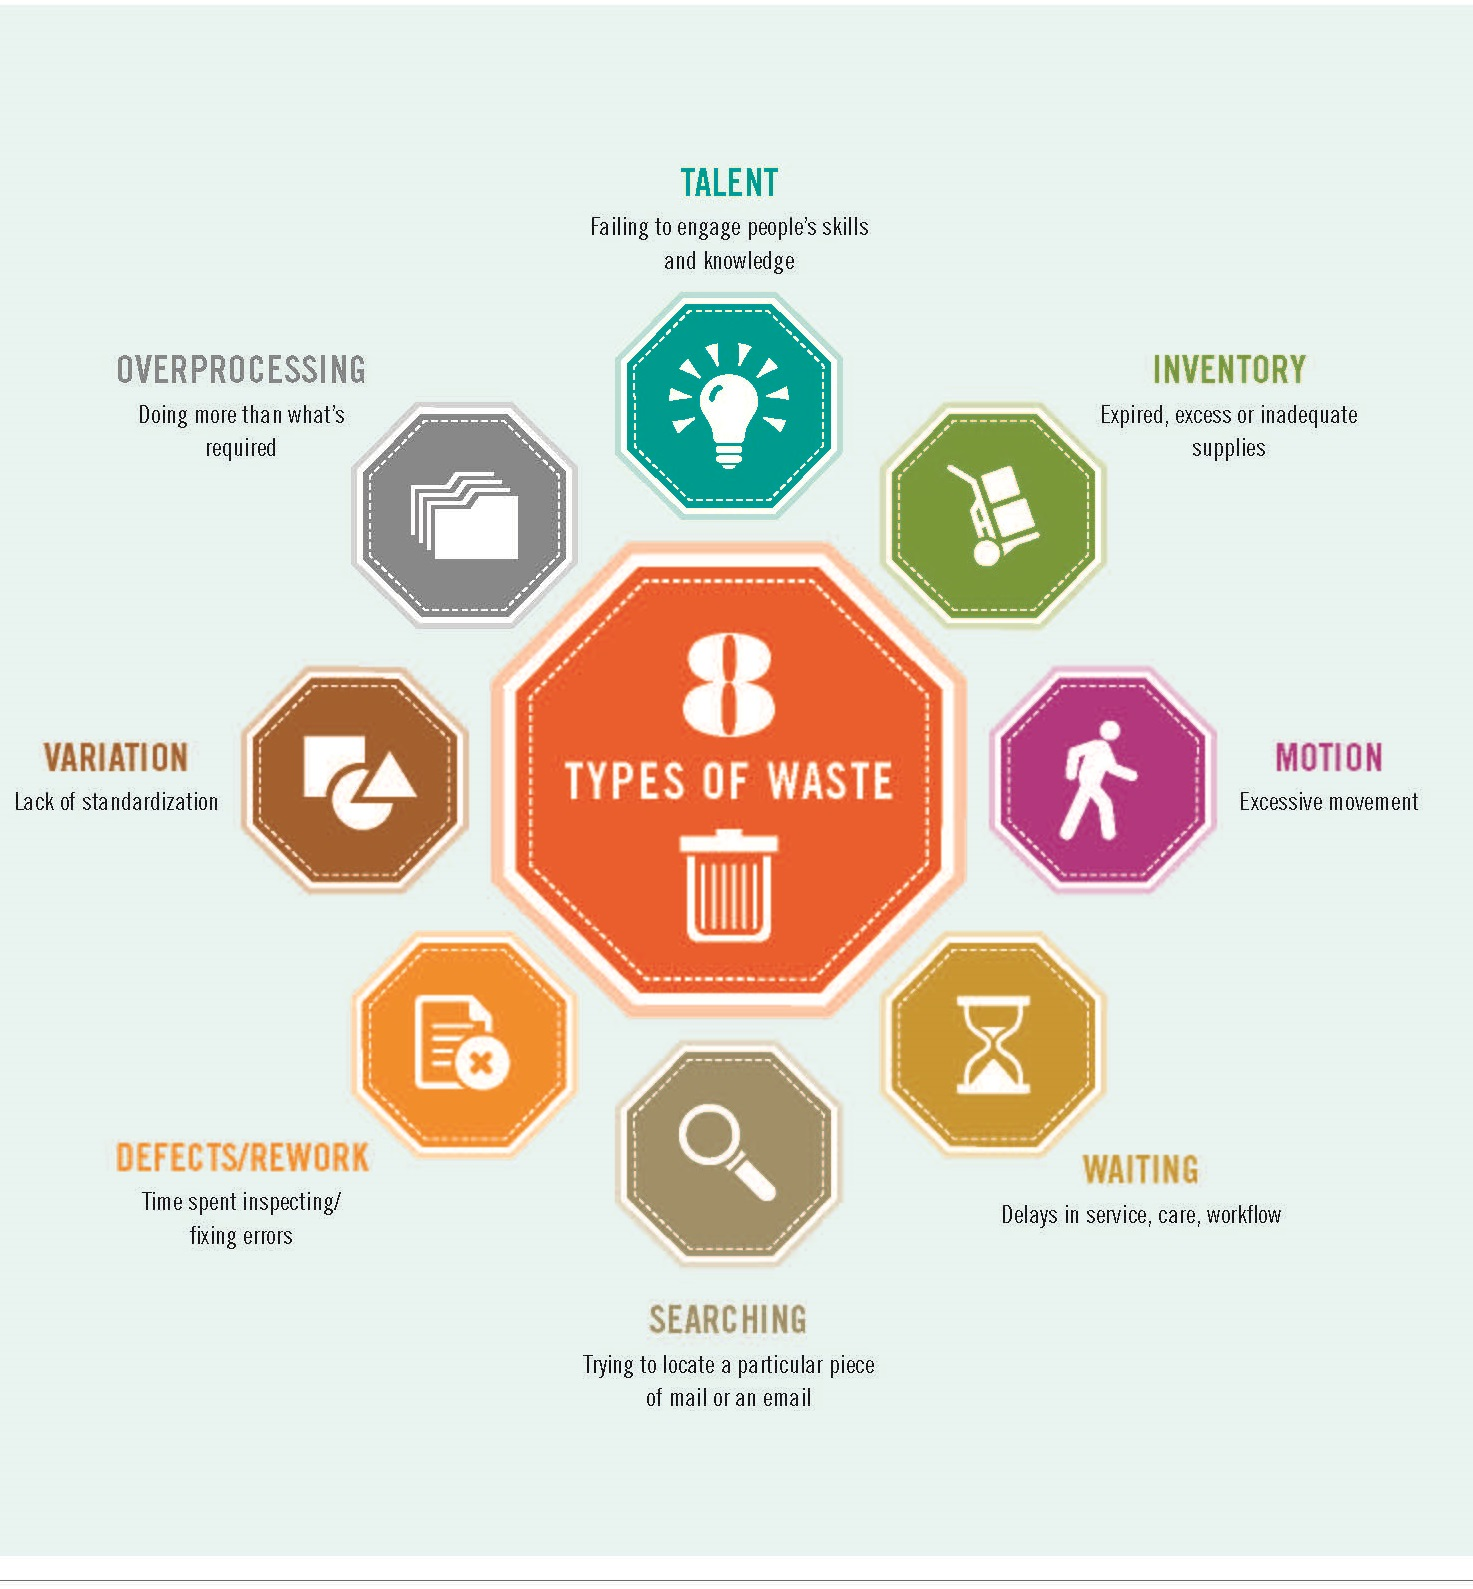 TALENT
Failing to engage people’s skills
and knowledge
OVERPROCESSING
Doing more than what’s
required
INVENTORY
Expired, excess or inadequate
supplies
8
TYPES OF WASTE
VARIATION
Lack of standardization
MOTION
Excessive movement
DEFECTS/REWORK
Time spent inspecting/
fixing errors
WAITING
Delays in service, care, workflow
SEARCHING
Trying to locate a particular piece
of mail or an email